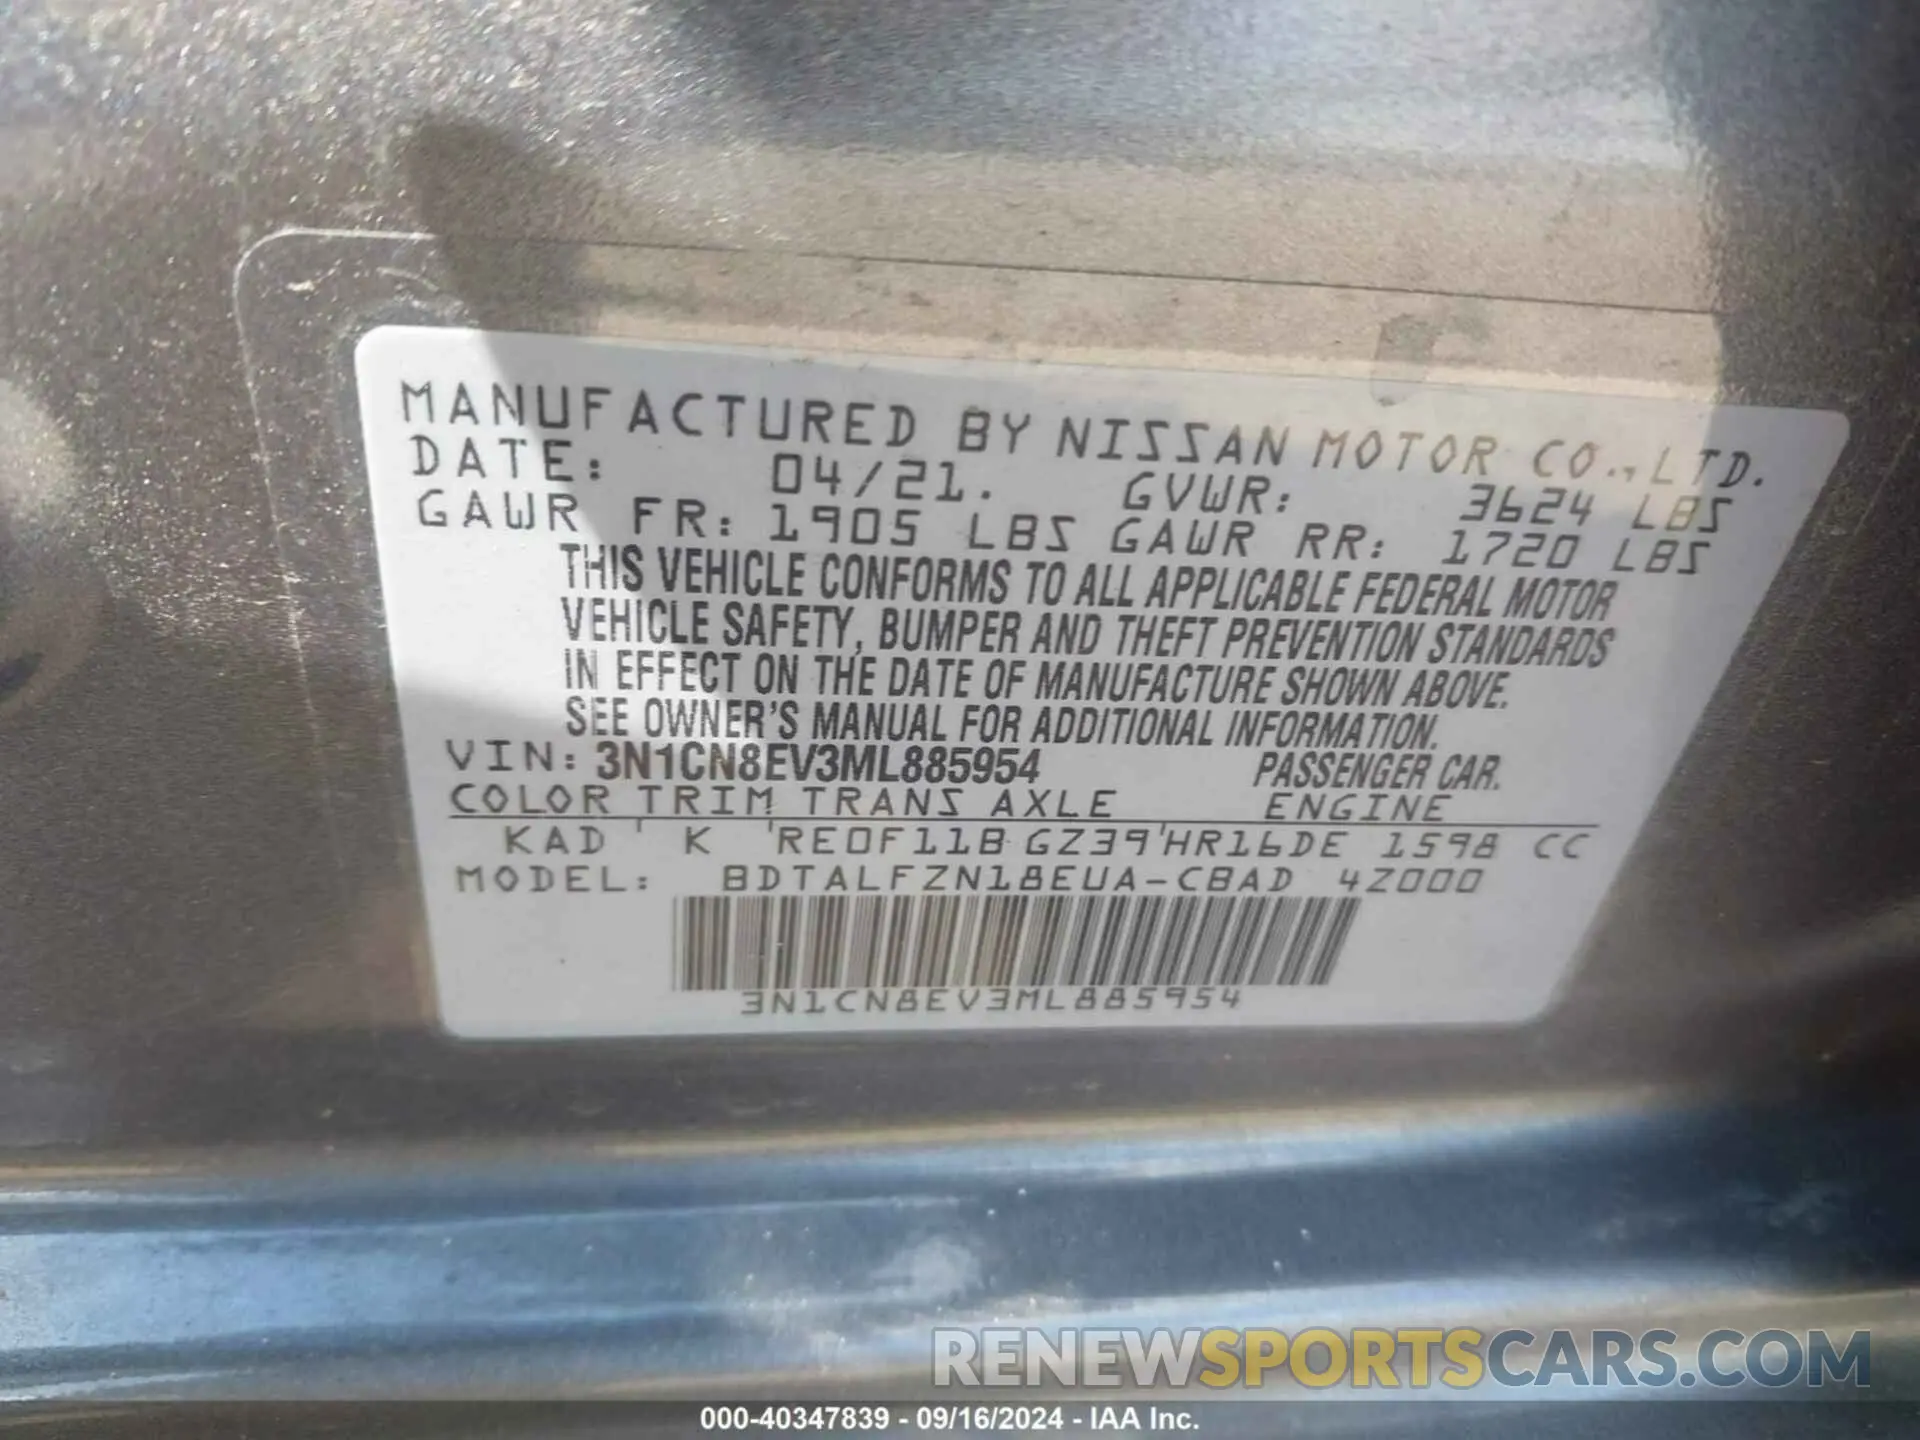 MANUFACTURED BY NISSAN MOTOR CO., LTD.
DATE: 04/21. GVWR: 3624 LBS
GAWR FR: 1905 LBS GAWR RR: 1720 LBS
THIS VEHICLE CONFORMS TO ALL APPLICABLE FEDERAL MOTOR
VEHICLE SAFETY, BUMPER AND THEFT PREVENTION STANDARDS
IN EFFECT ON THE DATE OF MANUFACTURE SHOWN ABOVE.
SEE OWNER'S MANUAL FOR ADDITIONAL INFORMATION.
VIN: 3N1CN8EV3ML885954 PASSENGER CAR.
COLOR TRIM TRANS AXLE ENGINE
KAD K RE0F11B GZ39 HR16DE 1598 CC
MODEL: BDTALFZN18EUA-CBAD 4Z000
3N1CN8EV3ML885954
RENEWSPORTSCARS.COM
000-40347839 - 09/16/2024 - IAA Inc.